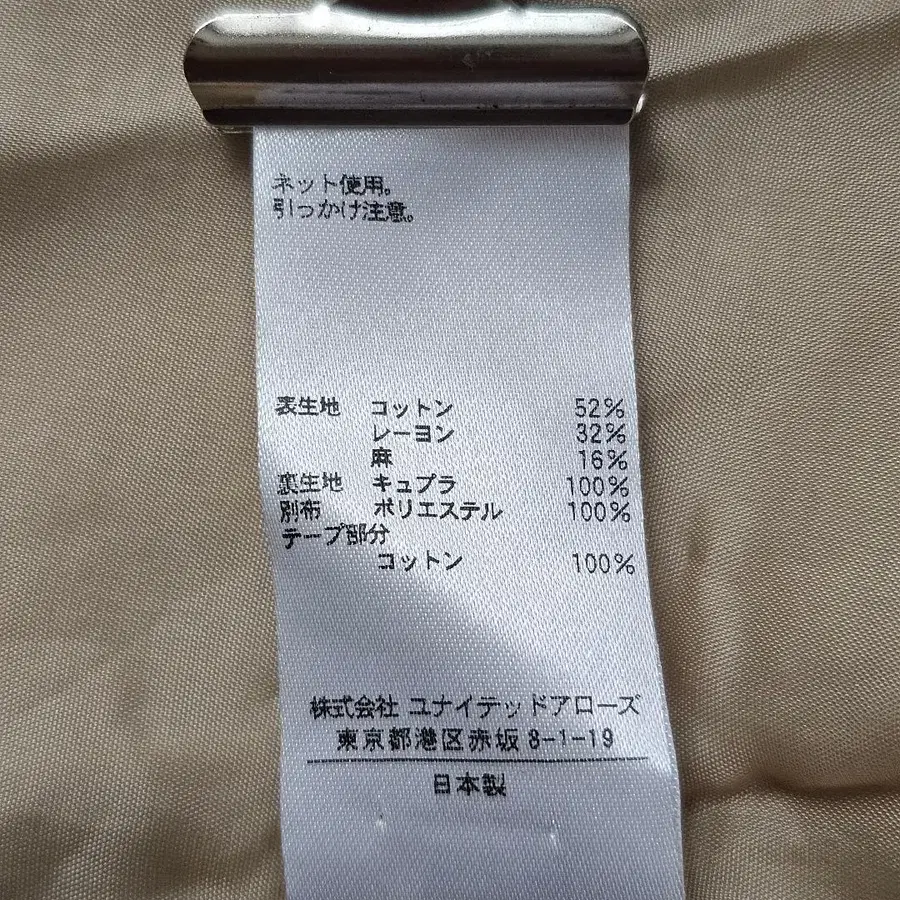 ネット使用。
引っかけ注意。
表生地 コットン 52%
レーヨン 32%
麻 16%
裏生地 キュプラ 100%
別布 ポリエステル 100%
テープ部分
コットン 100%
株式会社 ユナイテッドアローズ
東京都港区赤坂 8-1-19
日本製